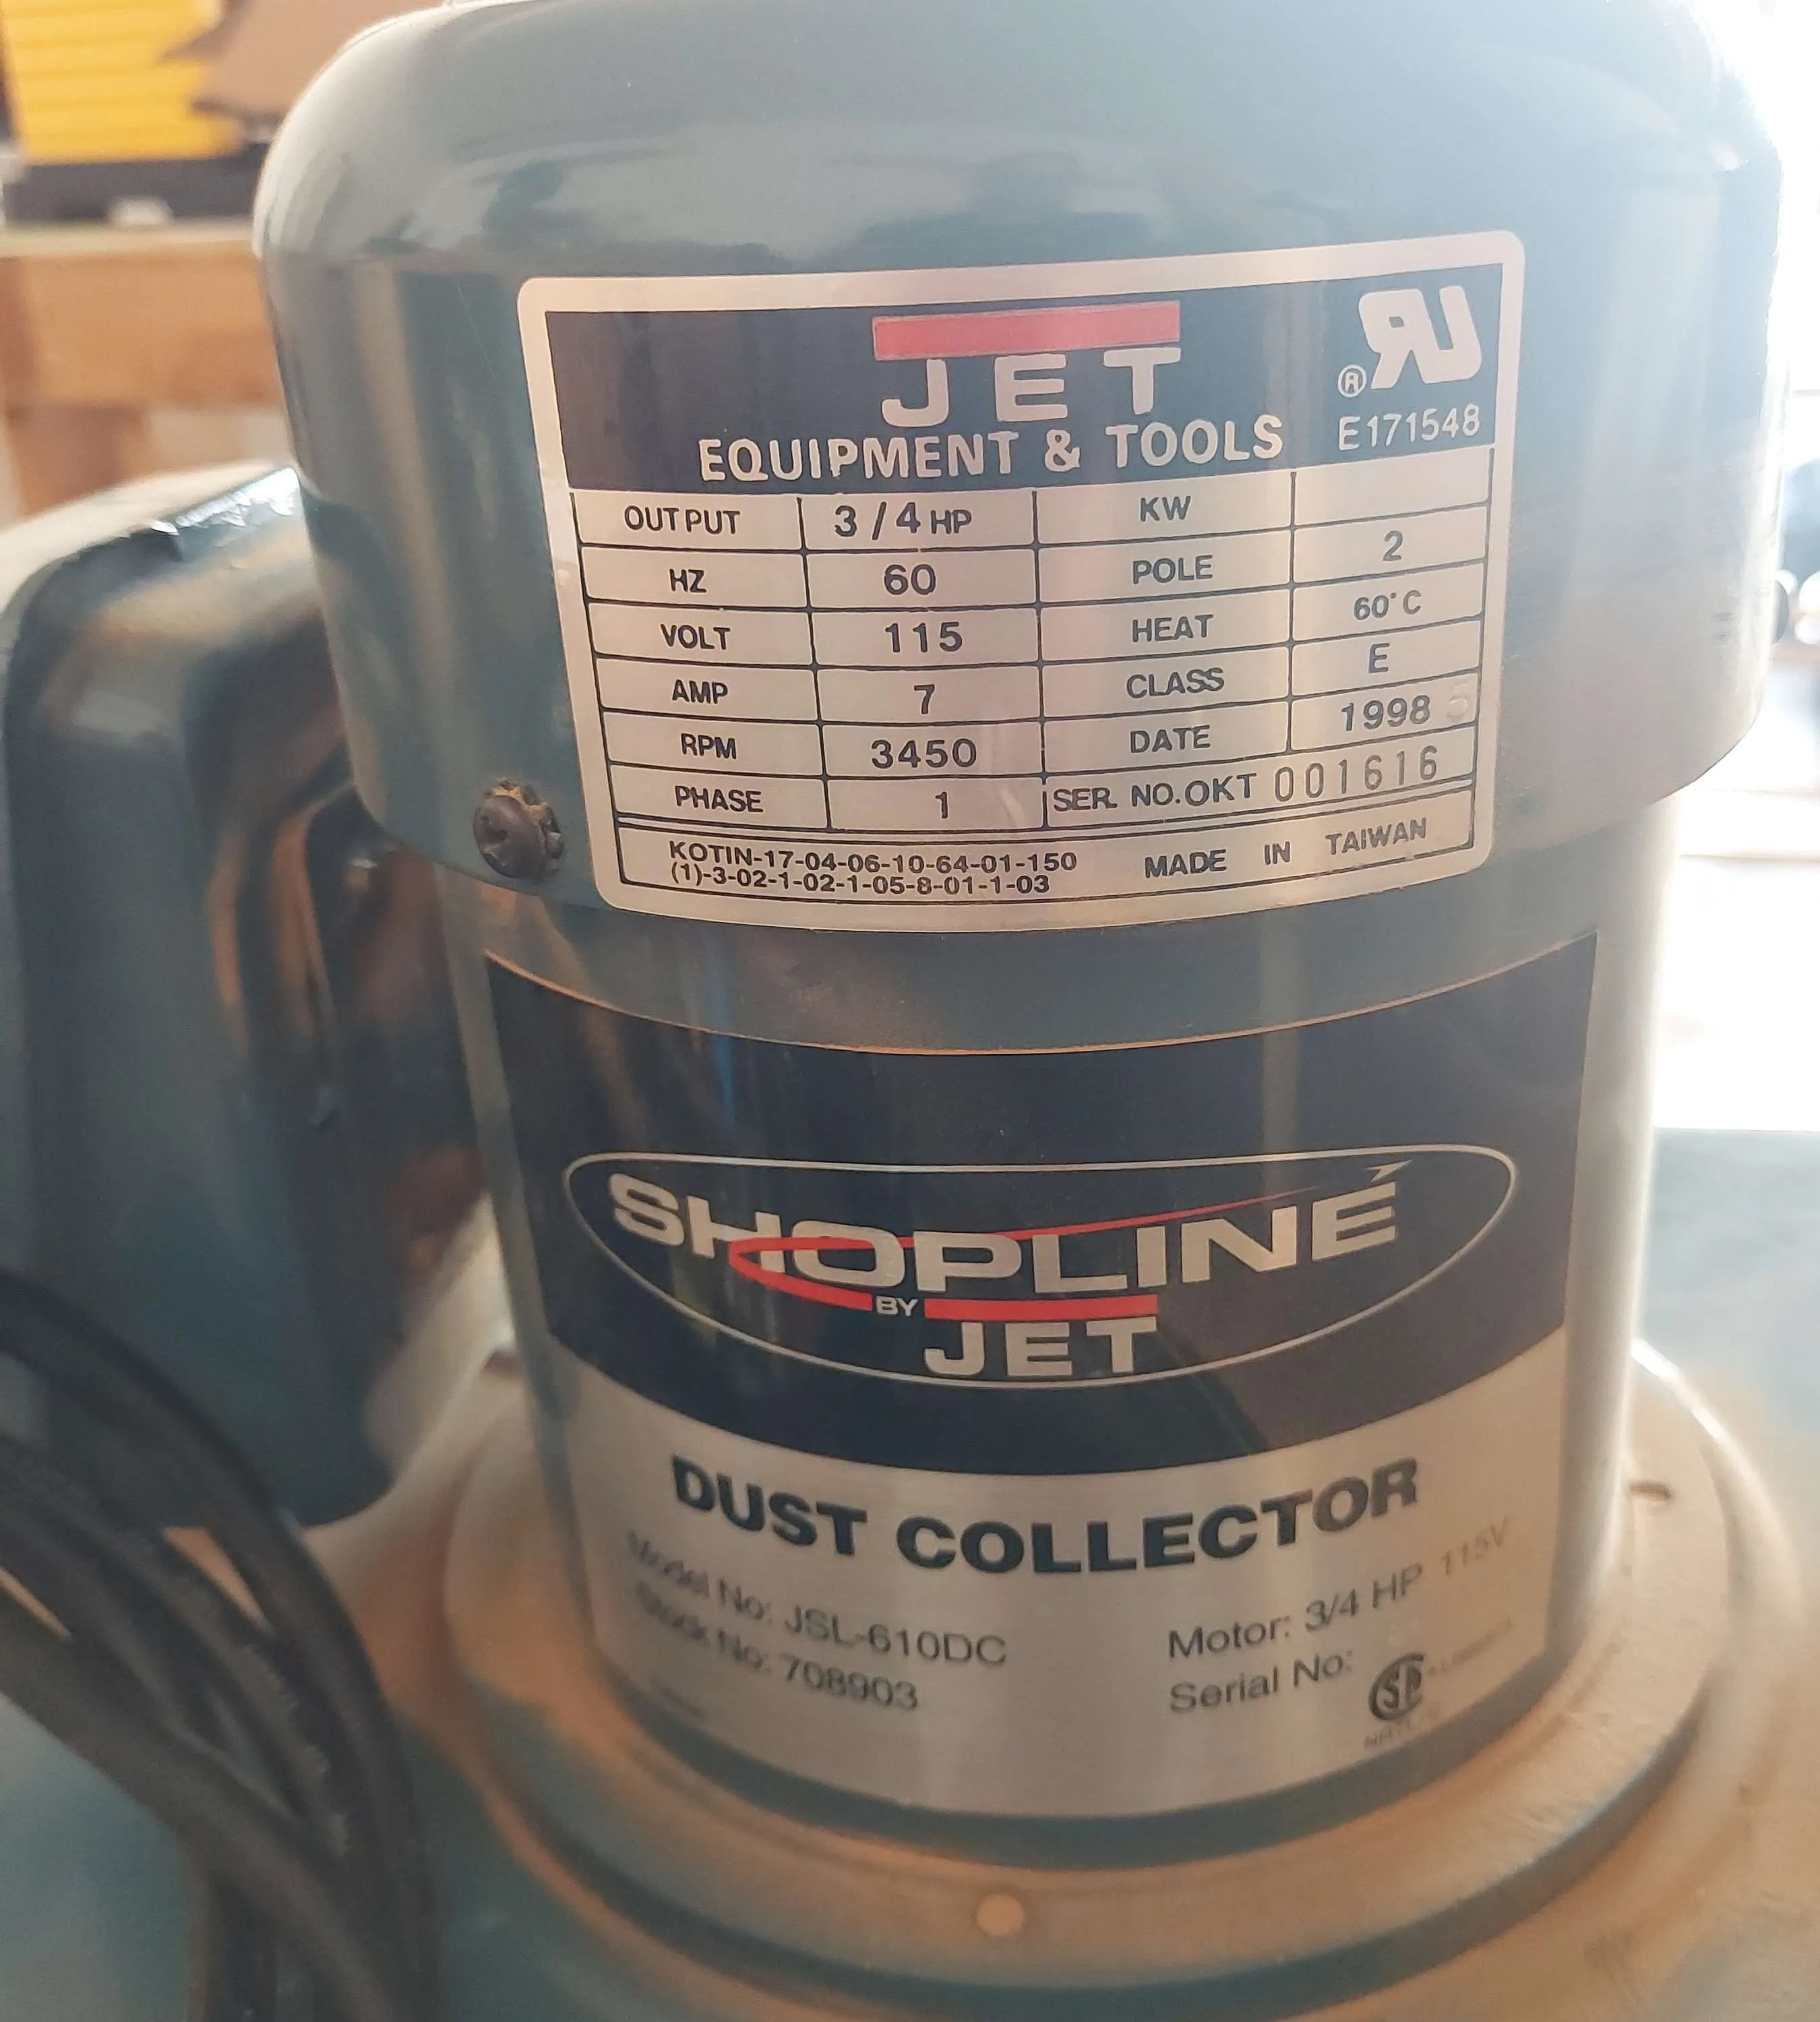 JET
EQUIPMENT & TOOLS
®
E171548
OUTPUT 3/4 HP KW
HZ 60 POLE 2
VOLT 115 HEAT 60°C
AMP 7 CLASS E
RPM 3450 DATE 1998
PHASE 1 SER. NO. OKT 001616
KOTIN-17-04-06-10-64-01-150
(1)-3-02-1-02-1-05-8-01-1-03
MADE IN TAIWAN
SHOPLINE
BY
JET
DUST COLLECTOR
Model No: JSL-610DC
Stock No: 708903
Motor: 3/4 HP 115V
Serial No: